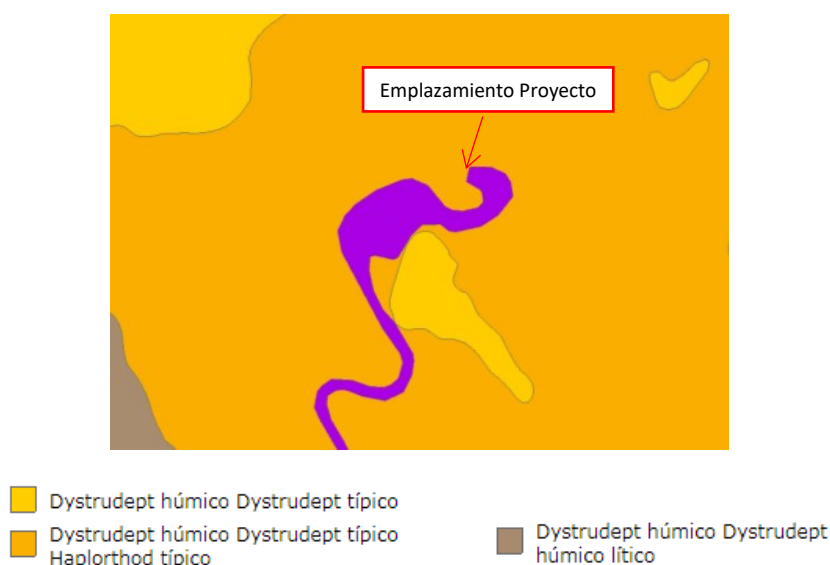 Emplazamiento Proyecto
Dystrudept húmico Dystrudept típico
Dystrudept húmico Dystrudept típico
Haplorthod típico
Dystrudept húmico Dystrudept
húmico lítico